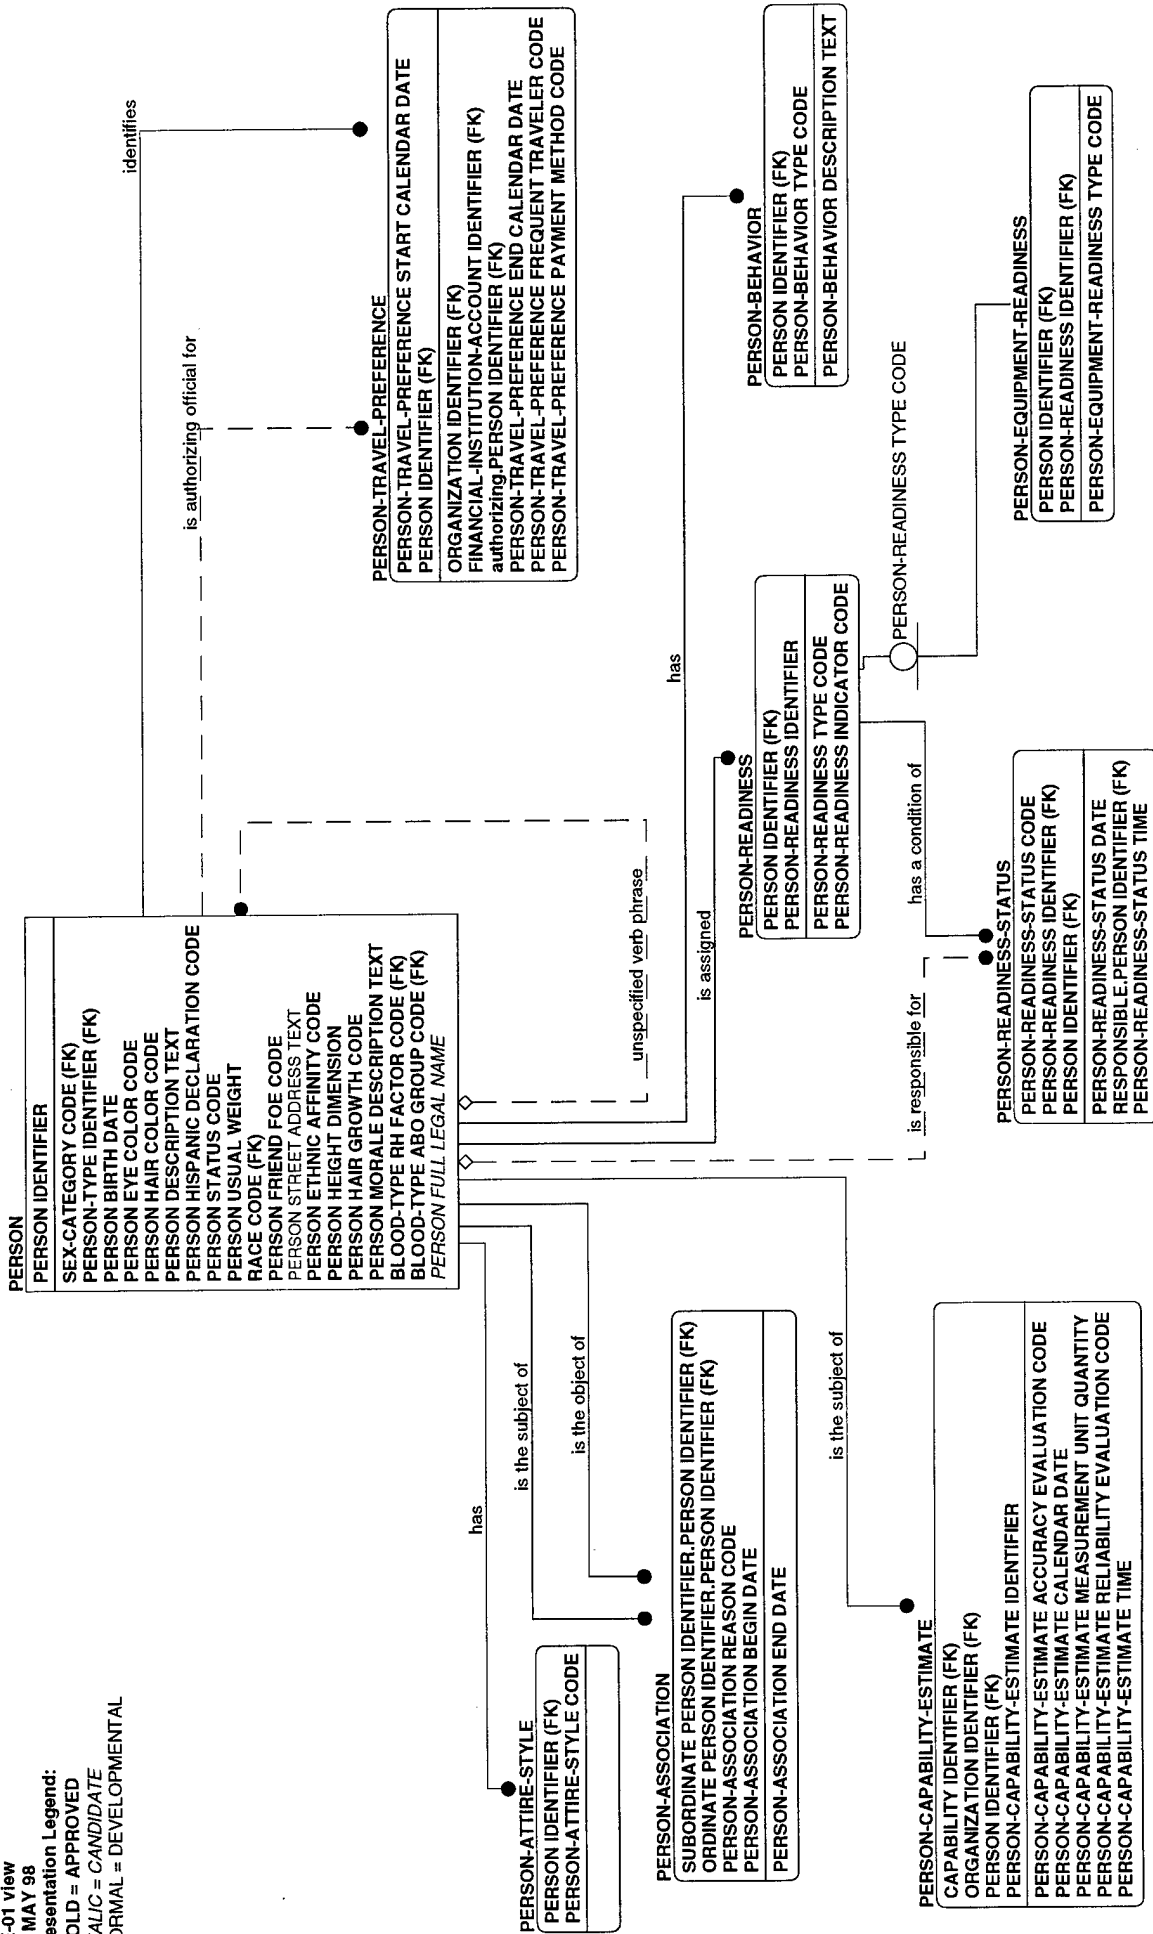 -01 view
MAY 98
esentation Legend:
OLD = APPROVED
ALIC = CANDIDATE
ORMAL = DEVELOPMENTAL
PERSON
PERSON IDENTIFIER
SEX-CATEGORY CODE (FK)
PERSON-TYPE IDENTIFIER (FK)
PERSON BIRTH DATE
PERSON EYE COLOR CODE
PERSON HAIR COLOR CODE
PERSON DESCRIPTION TEXT
PERSON HISPANIC DECLARATION CODE
PERSON STATUS CODE
PERSON USUAL WEIGHT
RACE CODE (FK)
PERSON FRIEND FOE CODE
PERSON STREET ADDRESS TEXT
PERSON ETHNIC AFFINITY CODE
PERSON HEIGHT DIMENSION
PERSON HAIR GROWTH CODE
PERSON MORALE DESCRIPTION TEXT
BLOOD-TYPE RH FACTOR CODE (FK)
BLOOD-TYPE ABO GROUP CODE (FK)
PERSON FULL LEGAL NAME
identifies
is authorizing official for
PERSON-TRAVEL-PREFERENCE
PERSON-TRAVEL-PREFERENCE START CALENDAR DATE
PERSON IDENTIFIER (FK)
ORGANIZATION IDENTIFIER (FK)
FINANCIAL-INSTITUTION-ACCOUNT IDENTIFIER (FK)
authorizing.PERSON IDENTIFIER (FK)
PERSON-TRAVEL-PREFERENCE END CALENDAR DATE
PERSON-TRAVEL-PREFERENCE FREQUENT TRAVELER CODE
PERSON-TRAVEL-PREFERENCE PAYMENT METHOD CODE
unspecified verb phrase
has
is assigned
has
is the subject of
is the object of
PERSON-ATTIRE-STYLE
PERSON IDENTIFIER (FK)
PERSON-ATTIRE-STYLE CODE
PERSON-ASSOCIATION
SUBORDINATE PERSON IDENTIFIER.PERSON IDENTIFIER (FK)
ORDINATE PERSON IDENTIFIER.PERSON IDENTIFIER (FK)
PERSON-ASSOCIATION REASON CODE
PERSON-ASSOCIATION BEGIN DATE
PERSON-ASSOCIATION END DATE
PERSON-READINESS
PERSON IDENTIFIER (FK)
PERSON-READINESS IDENTIFIER
PERSON-READINESS TYPE CODE
PERSON-READINESS INDICATOR CODE
PERSON-BEHAVIOR
PERSON IDENTIFIER (FK)
PERSON-BEHAVIOR TYPE CODE
PERSON-BEHAVIOR DESCRIPTION TEXT
is the subject of
is responsible for
has a condition of
PERSON-READINESS TYPE CODE
PERSON-CAPABILITY-ESTIMATE
CAPABILITY IDENTIFIER (FK)
ORGANIZATION IDENTIFIER (FK)
PERSON IDENTIFIER (FK)
PERSON-CAPABILITY-ESTIMATE IDENTIFIER
PERSON-CAPABILITY-ESTIMATE ACCURACY EVALUATION CODE
PERSON-CAPABILITY-ESTIMATE CALENDAR DATE
PERSON-CAPABILITY-ESTIMATE MEASUREMENT UNIT QUANTITY
PERSON-CAPABILITY-ESTIMATE RELIABILITY EVALUATION CODE
PERSON-CAPABILITY-ESTIMATE TIME
PERSON-READINESS-STATUS
PERSON-READINESS-STATUS CODE
PERSON-READINESS IDENTIFIER (FK)
PERSON IDENTIFIER (FK)
PERSON-READINESS-STATUS DATE
RESPONSIBLE.PERSON IDENTIFIER (FK)
PERSON-READINESS-STATUS TIME
PERSON-EQUIPMENT-READINESS
PERSON IDENTIFIER (FK)
PERSON-READINESS IDENTIFIER (FK)
PERSON-EQUIPMENT-READINESS TYPE CODE